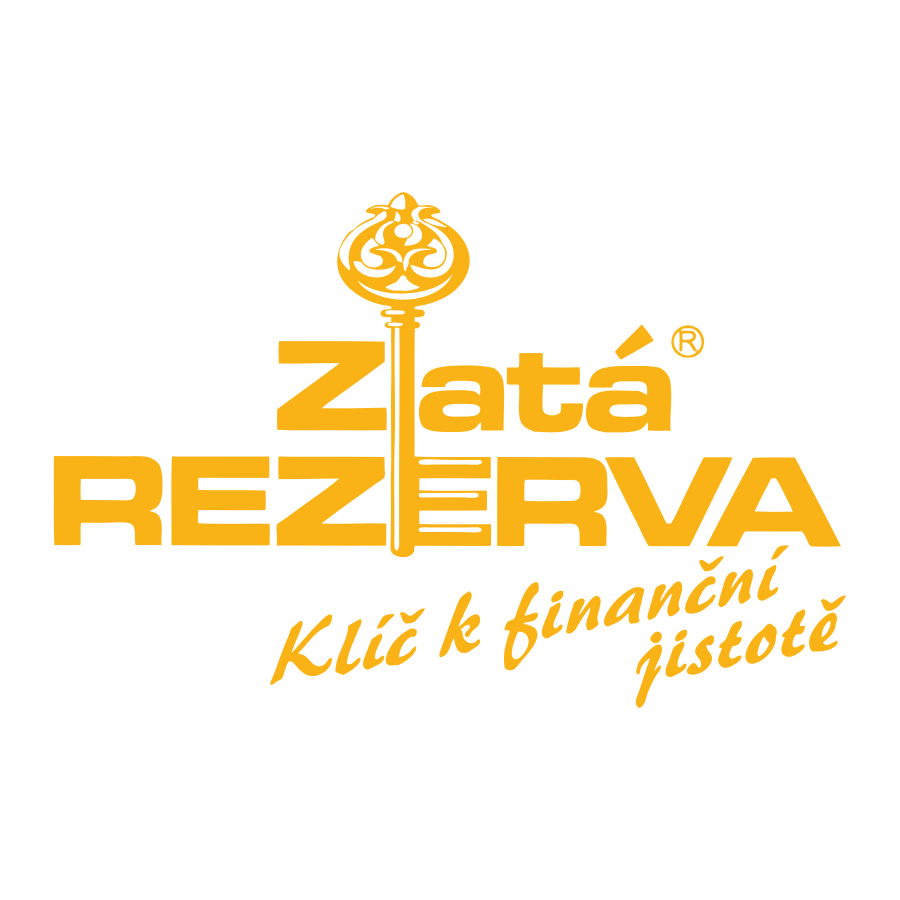 Zlatá®
REZERVA
Klíč k finanční
jistotě